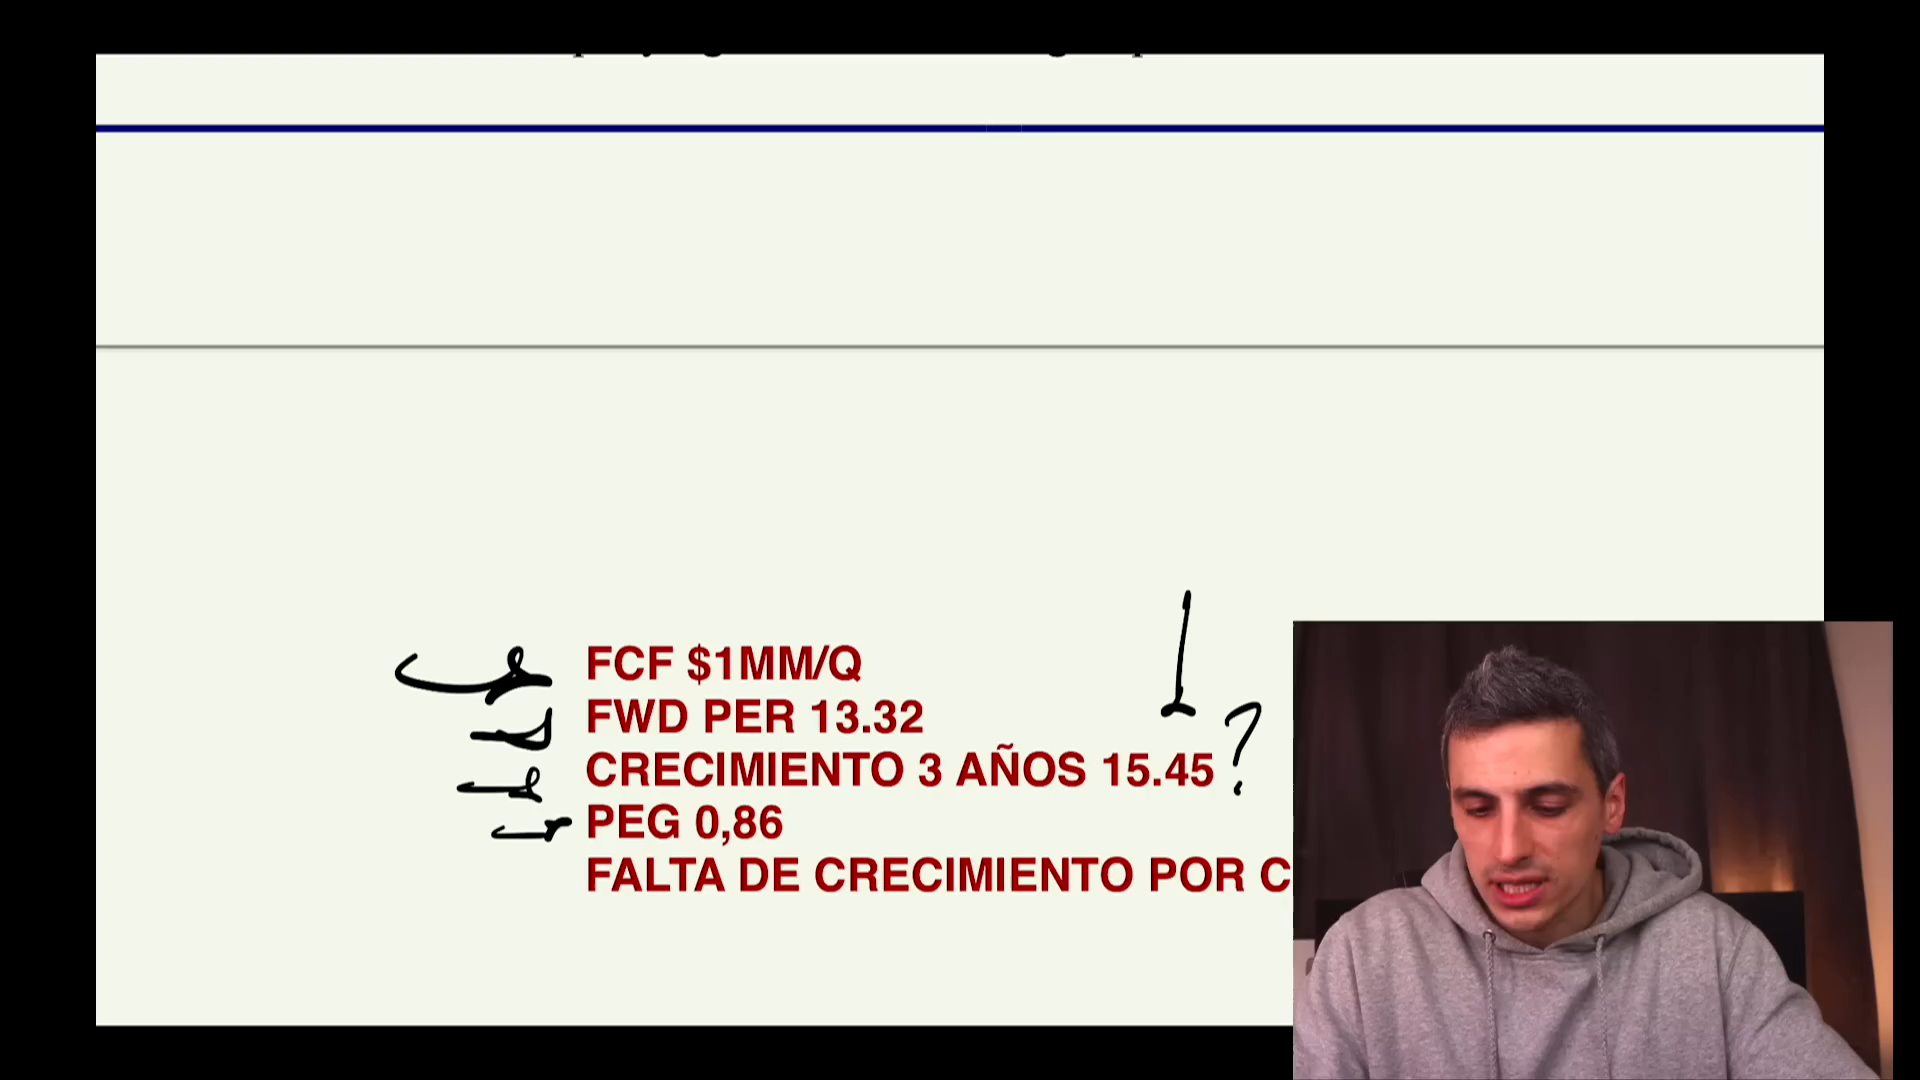 FCF $1MM/Q
FWD PER 13.32
?
CRECIMIENTO 3 AÑOS 15.45
PEG 0,86
FALTA DE CRECIMIENTO POR C